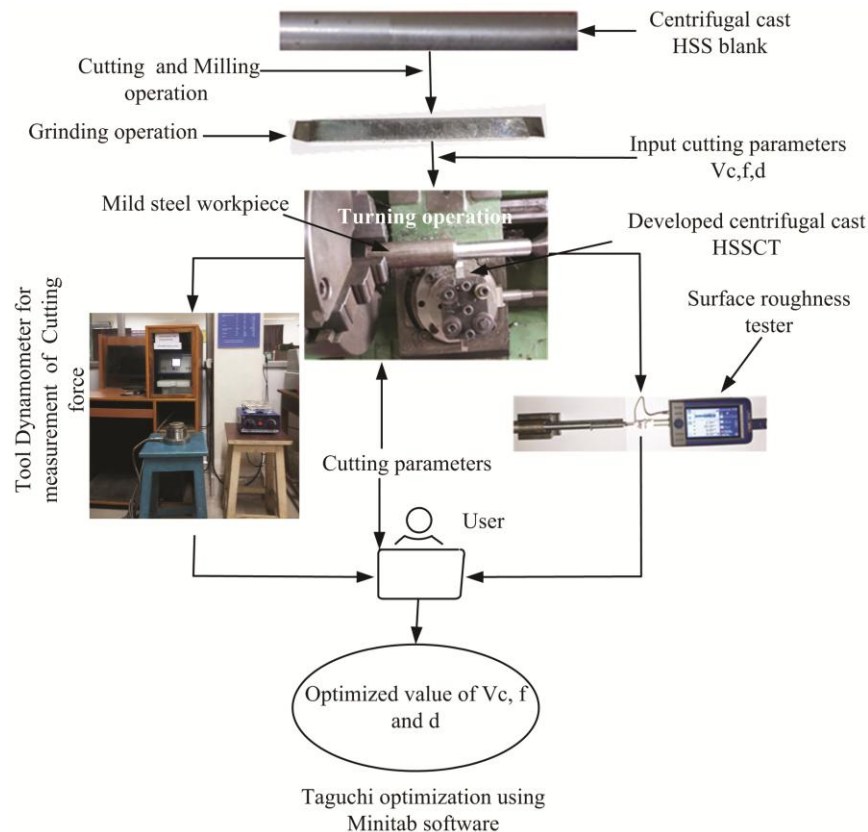 Centrifugal cast
HSS blank
Cutting and Milling
operation
Grinding operation
Input cutting parameters
Vc,f,d
Mild steel workpiece
Turning operation
Developed centrifugal cast
HSSCT
Surface roughness
tester
Tool Dynamometer for
measurement of Cutting
force
Cutting parameters
User
Optimized value of Vc, f
and d
Taguchi optimization using
Minitab software